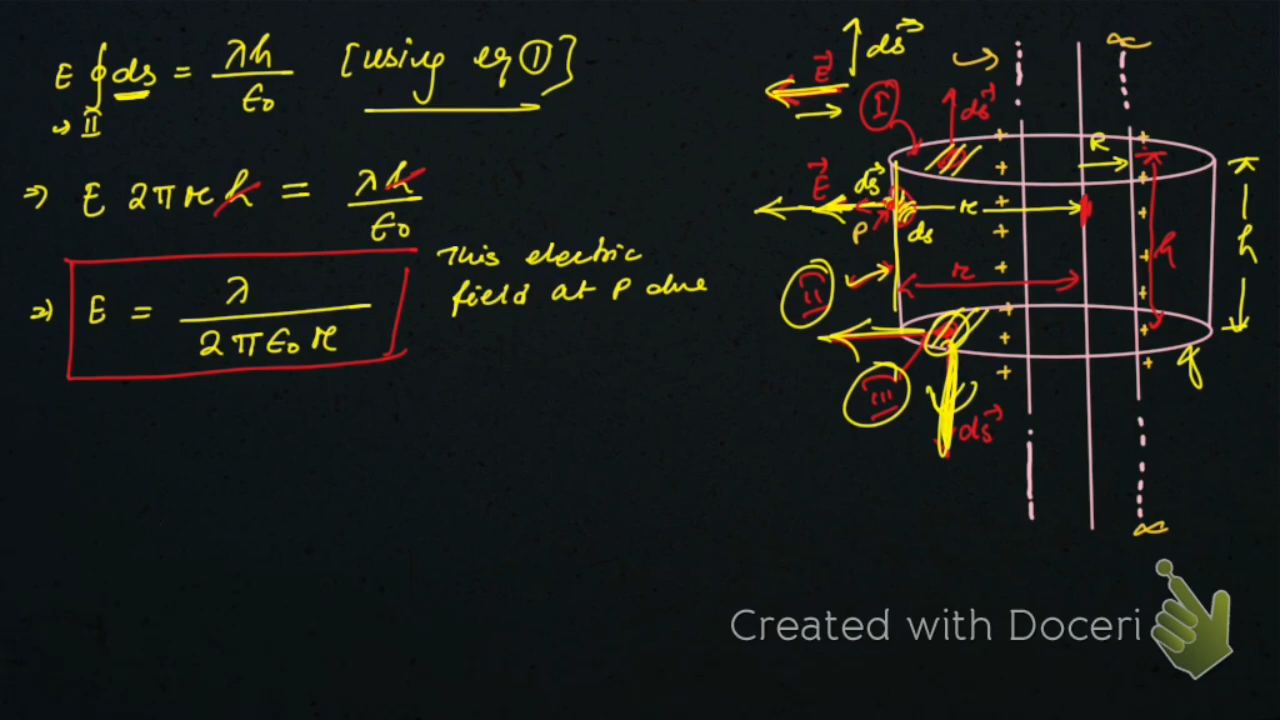 E ∮ ds = λh/ε0 [using eq ①]
→ II
⇒ E 2πrh = λh/ε0
⇒ E = λ/2πε0r
This electric
field at P due
ds→
E→
I
ds→
∝
R
E→
ds→
P
ds
r
h
h
r
II
III
ds→
q
∝
Created with Doceri